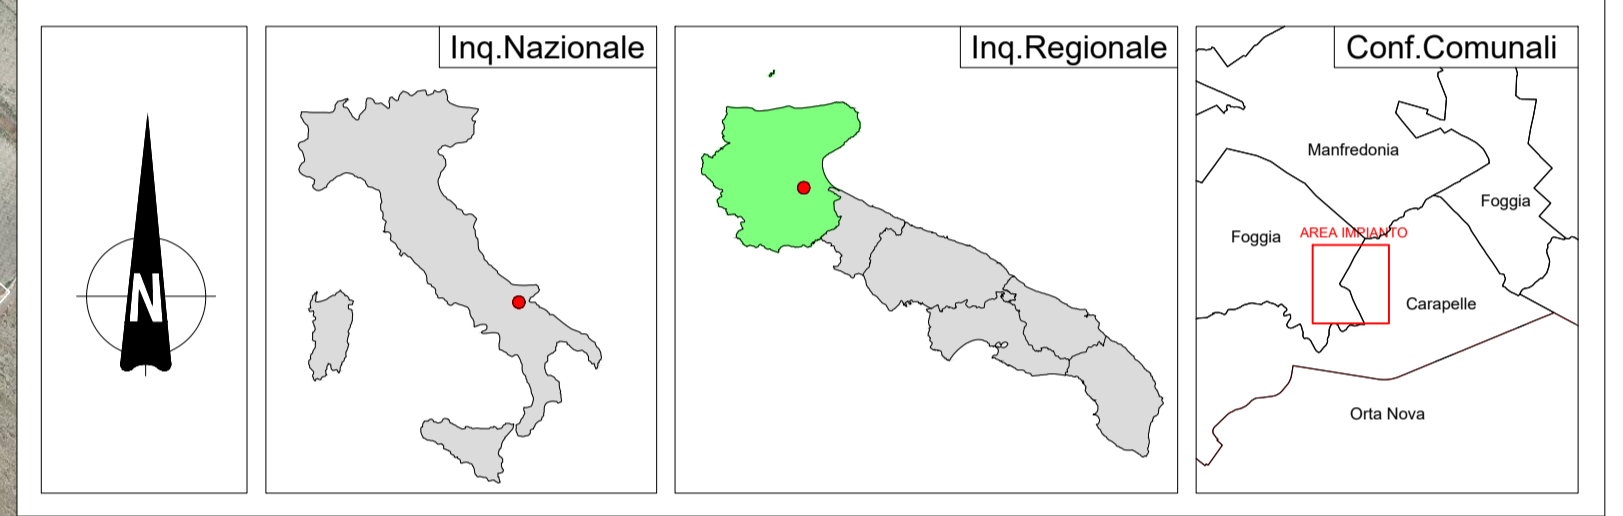 N
Inq.Nazionale
Inq.Regionale
Conf.Comunali
Manfredonia
Foggia
Foggia
AREA IMPIANTO
Carapelle
Orta Nova